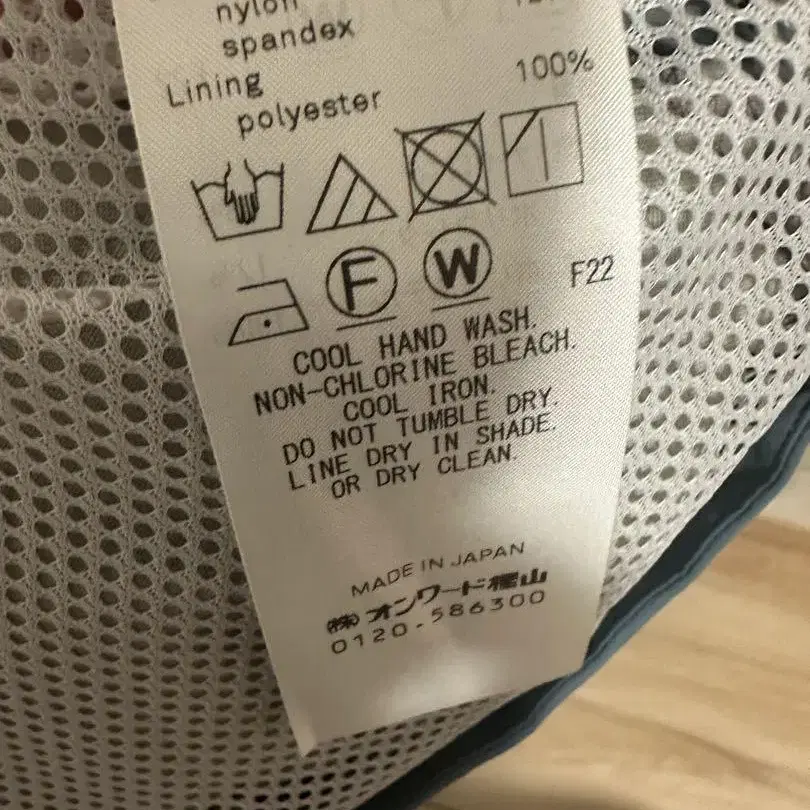 nylon
spandex
Lining
polyester 100%
F
W
F22
COOL HAND WASH.
NON-CHLORINE BLEACH.
COOL IRON.
DO NOT TUMBLE DRY.
LINE DRY IN SHADE.
OR DRY CLEAN.
MADE IN JAPAN
(株)オンワード樫山
0120-586300